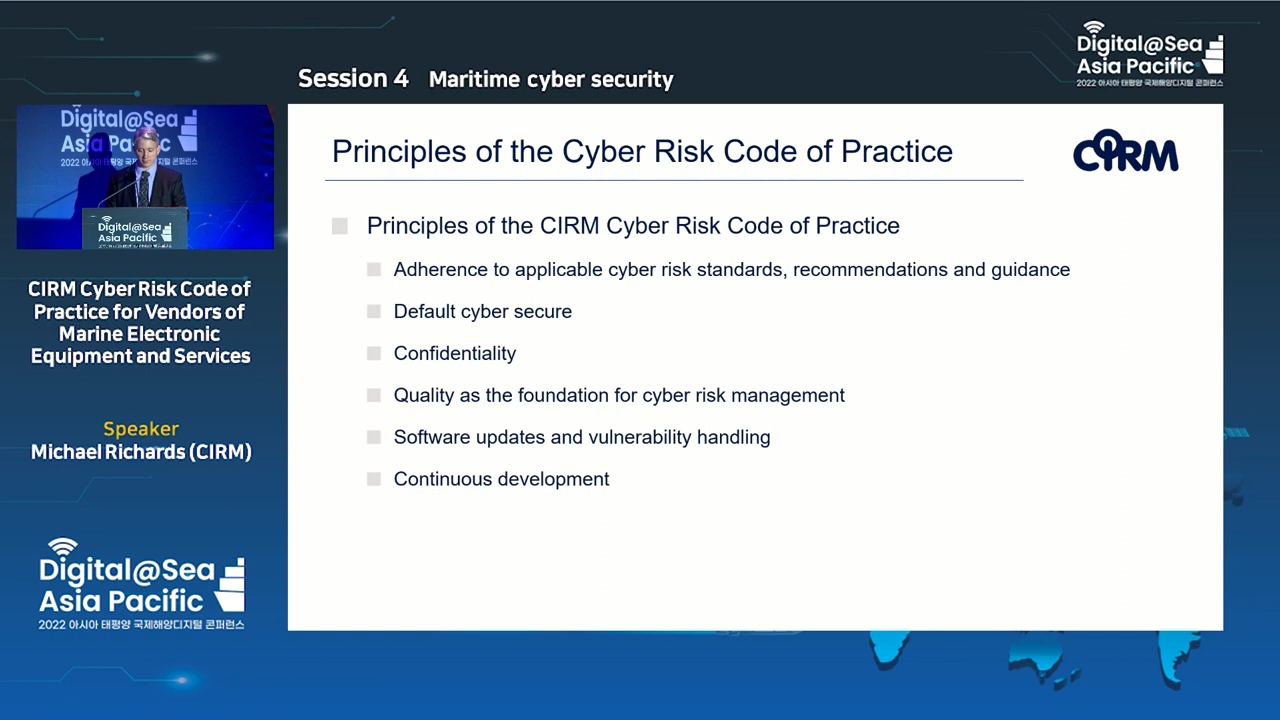 Digital@Sea
Asia Pacific
2022 아시아 태평양 국제해양디지털 콘퍼런스
Session 4 Maritime cyber security
Digital@Sea
Asia Pacific
2022 아시아 태평양 국제해양디지털 콘퍼런스
Digital@Sea
Asia Pacific
CIRM Cyber Risk Code of
Practice for Vendors of
Marine Electronic
Equipment and Services
Speaker
Michael Richards (CIRM)
Digital@Sea
Asia Pacific
2022 아시아 태평양 국제해양디지털 콘퍼런스
Principles of the Cyber Risk Code of Practice
CIRM
Principles of the CIRM Cyber Risk Code of Practice
Adherence to applicable cyber risk standards, recommendations and guidance
Default cyber secure
Confidentiality
Quality as the foundation for cyber risk management
Software updates and vulnerability handling
Continuous development